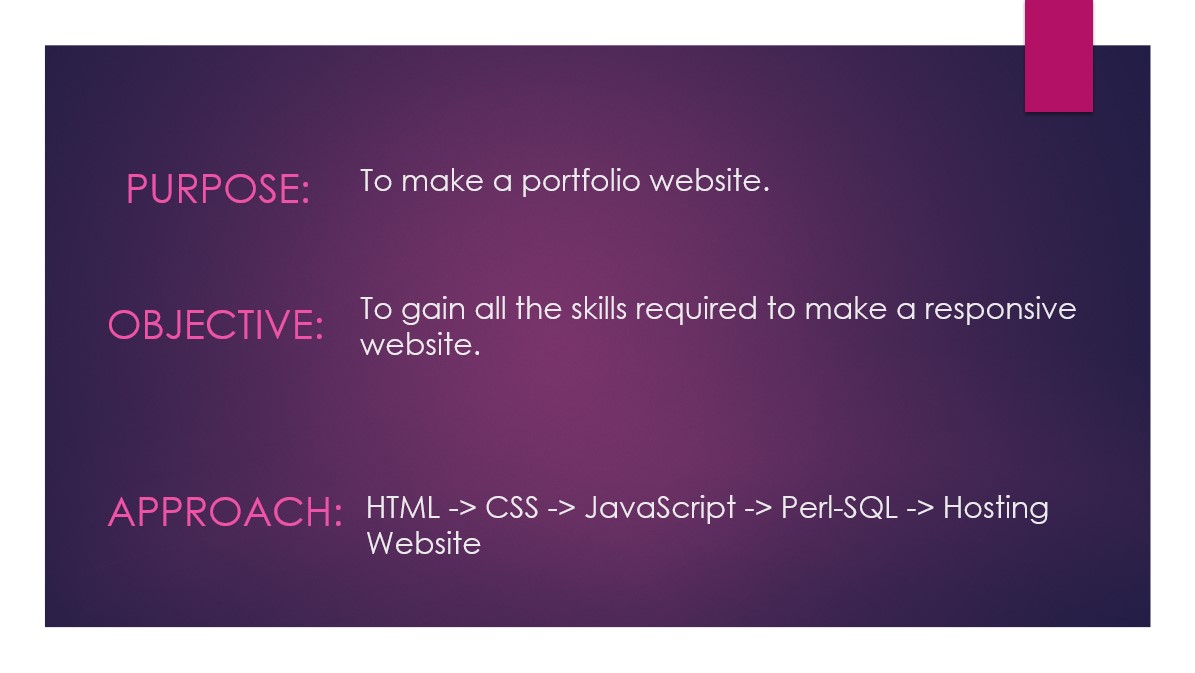 PURPOSE: To make a portfolio website.
OBJECTIVE: To gain all the skills required to make a responsive
website.
APPROACH: HTML -> CSS -> JavaScript -> Perl-SQL -> Hosting
Website